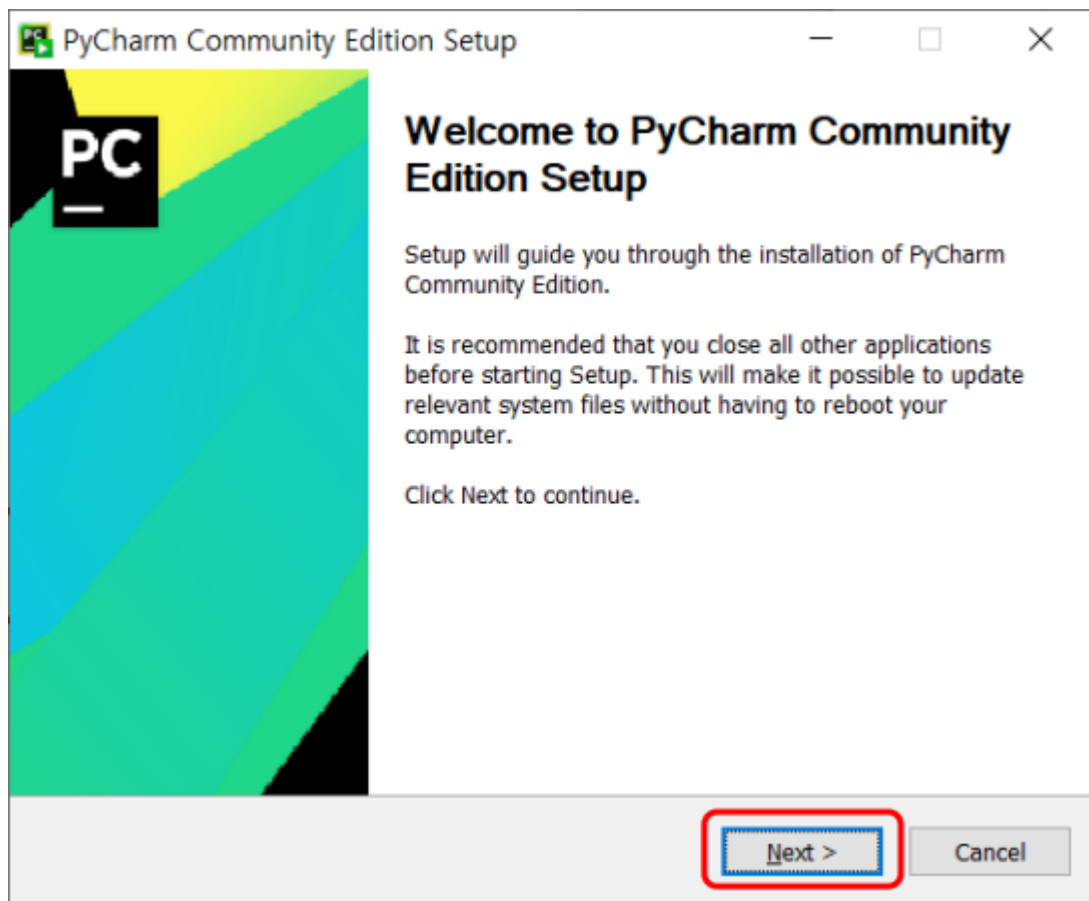 PyCharm Community Edition Setup
PC
Welcome to PyCharm Community
Edition Setup
Setup will guide you through the installation of PyCharm
Community Edition.
It is recommended that you close all other applications
before starting Setup. This will make it possible to update
relevant system files without having to reboot your
computer.
Click Next to continue.
Next >
Cancel